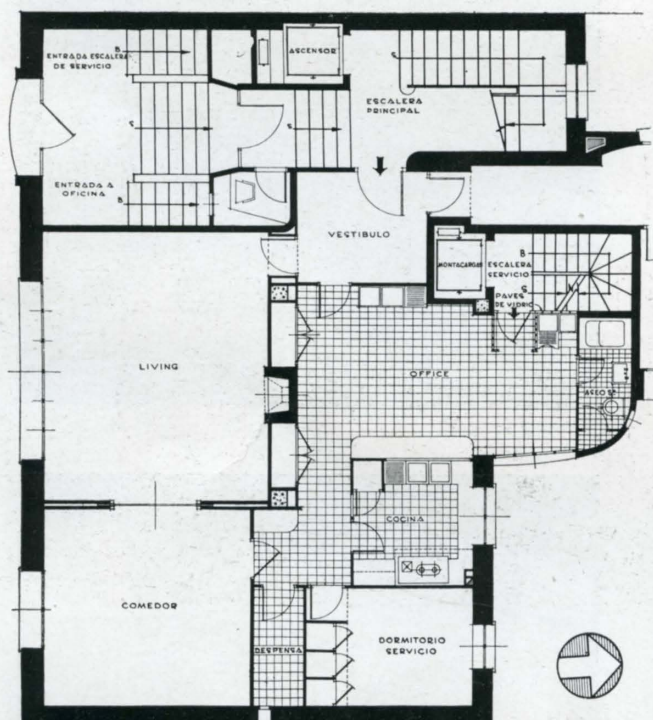 ENTRADA ESCALERA
DE SERVICIO
B
ASCENSOR
S
ESCALERA
PRINCIPAL
S
S
ENTRADA A
OFICINA
B
VESTIBULO
MONTACARGAS
ESCALERA
SERVICIO
B
S
PAVES
DE VIDRIO
LIVING
OFFICE
ASEO SE
COCINA
COMEDOR
DESPENSA
DORMITORIO
SERVICIO